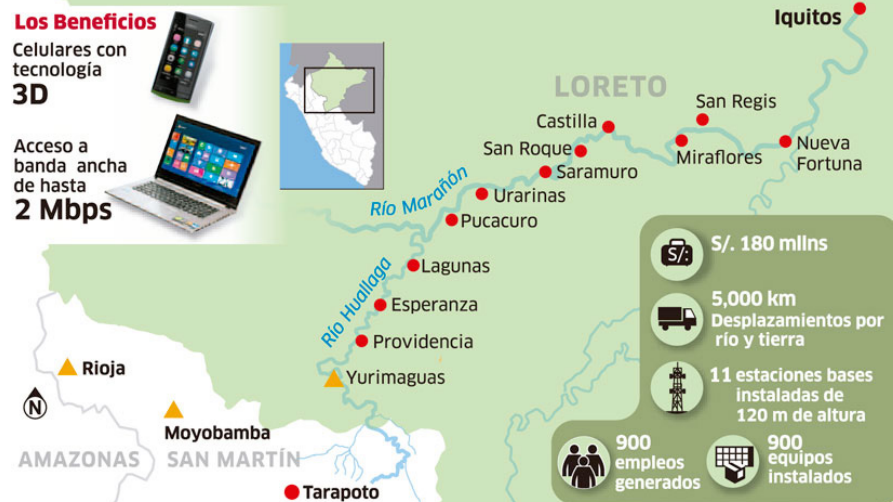 Los Beneficios
Celulares con
tecnología
3D
Acceso a
banda ancha
de hasta
2 Mbps
Iquitos
LORETO
San Regis
Castilla
San Roque
Miraflores
Nueva
Fortuna
Saramuro
Río Marañón
Urarinas
Pucacuro
Lagunas
Río Huallaga
Esperanza
Providencia
Yurimaguas
Rioja
N
Moyobamba
AMAZONAS
SAN MARTÍN
Tarapoto
S/:
S/. 180 mllns
5,000 km
Desplazamientos por
río y tierra
11 estaciones bases
instaladas de
120 m de altura
900
empleos
generados
900
equipos
instalados